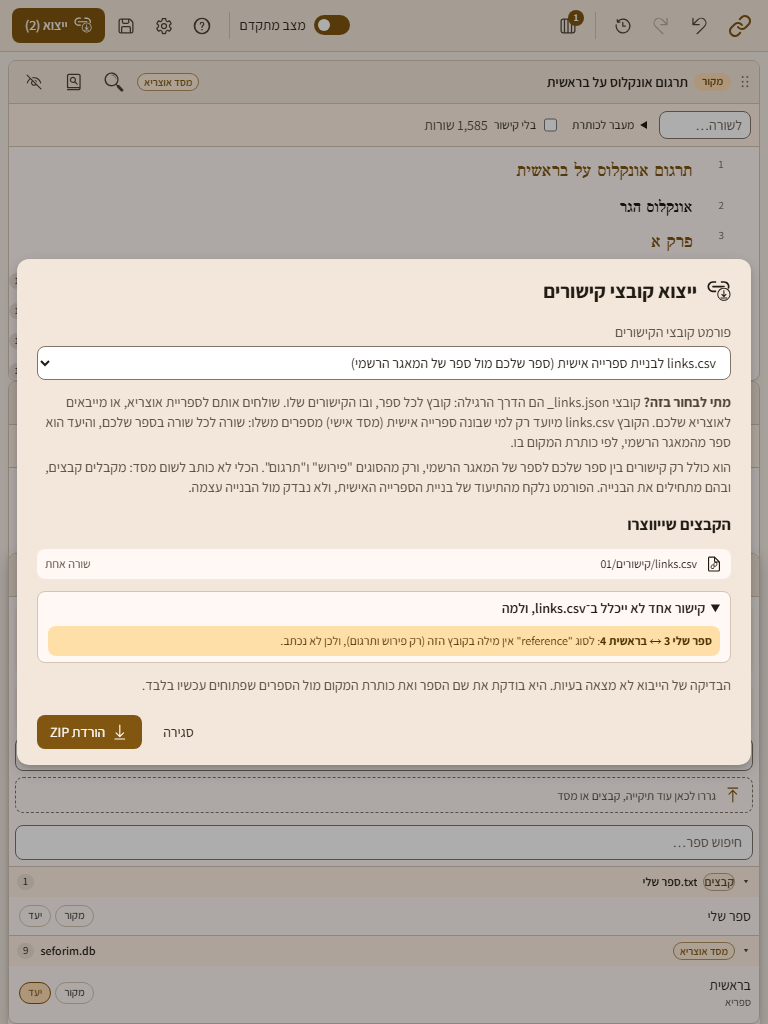 1
מצב מתקדם
ייצוא (2)
מקור
תרגום אונקלוס על בראשית
מסד אוצריא
לשורה...
מעבר לכותרת
בלי קישור
1,585 שורות
1
תרגום אונקלוס על בראשית
2
אונקלוס הגר
3
פרק א
ייצוא קובצי קישורים
פורמט קובצי הקישורים
links.csv לבניית ספרייה אישית (ספר שלכם מול ספר של המאגר הרשמי)
מתי לבחור בזה? קובצי links.json_ הם הדרך הרגילה: קובץ לכל ספר, ובו הקישורים שלו. שולחים אותם לספריית אוצריא, או מייבאים
לאוצריא שלכם. הקובץ links.csv מיועד רק למי שבונה ספרייה אישית (מסד אישי) מספרים משלו: שורה לכל שורה בספר שלכם, והיעד הוא
ספר מהמאגר הרשמי, לפי כותרת המקום בו.
הוא כולל רק קישורים בין ספר שלכם לספר של המאגר הרשמי, ורק מהסוגים "פירוש" ו"תרגום". הכלי לא כותב לשום מסד: מקבלים קבצים,
ובהם מתחילים את הבנייה. הפורמט נלקח מהתיעוד של בניית הספרייה האישית, ולא נבדק מול הבנייה עצמה.
הקבצים שייווצרו
01/קישורים/links.csv
שורה אחת
▼ קישור אחד לא ייכלל ב־links.csv, ולמה
ספר שלי 3 ↔ בראשית 4: לסוג "reference" אין מילה בקובץ הזה (רק פירוש ותרגום), ולכן לא נכתב.
הבדיקה של הייבוא לא מצאה בעיות. היא בודקת את שם הספר ואת כותרת המקום מול הספרים שפתוחים עכשיו בלבד.
סגירה
הורדת ZIP
גררו לכאן עוד תיקייה, קבצים או מסד
חיפוש ספר...
קבצים
ספר שלי.txt
1
ספר שלי
מקור
יעד
מסד אוצריא
seforim.db
9
בראשית
ספריא
מקור
יעד